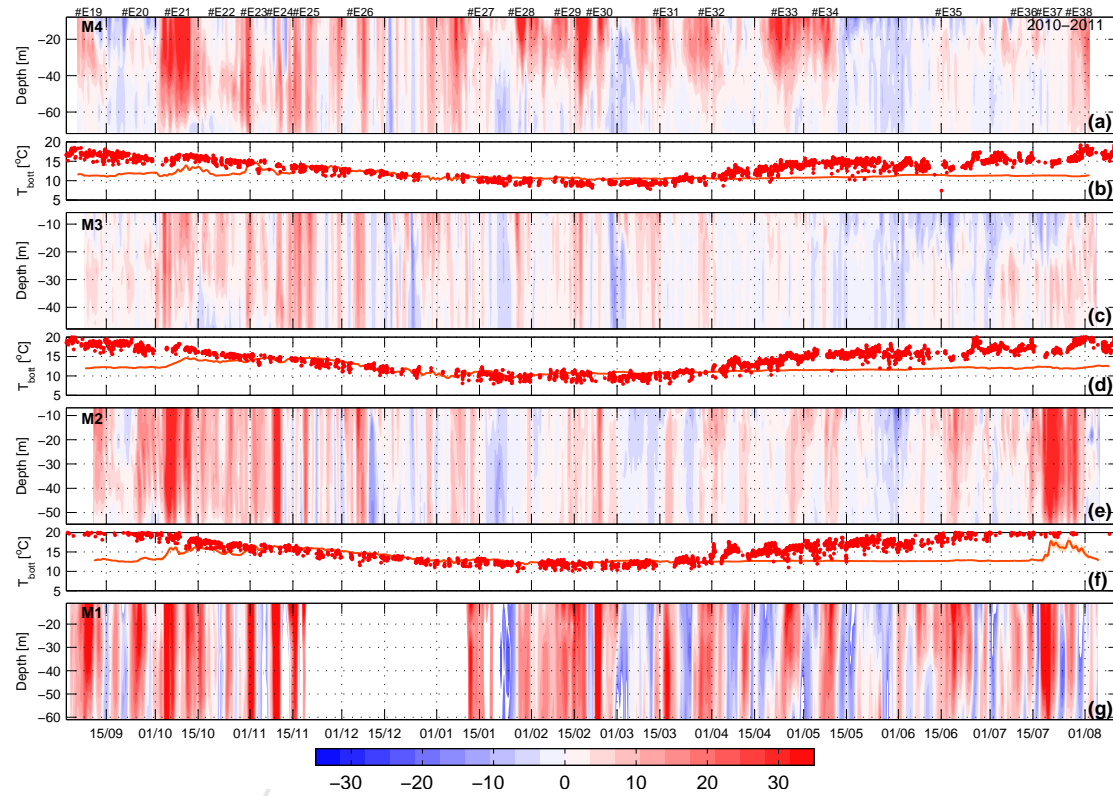 #E19 #E20 #E21 #E22 #E23 #E24 #E25 #E26 #E27 #E28 #E29 #E30 #E31 #E32 #E33 #E34 #E35 #E36 #E37 #E38
M4
2010−2011
Depth [m]
−20
−40
−60
(a)
T_bott [°C]
20
15
10
5
(b)
M3
Depth [m]
−10
−20
−30
−40
(c)
T_bott [°C]
20
15
10
5
(d)
M2
Depth [m]
−10
−20
−30
−40
−50
(e)
T_bott [°C]
20
15
10
5
(f)
M1
Depth [m]
−20
−30
−40
−50
−60
(g)
15/09 01/10 15/10 01/11 15/11 01/12 15/12 01/01 15/01 01/02 15/02 01/03 15/03 01/04 15/04 01/05 15/05 01/06 15/06 01/07 15/07 01/08
−30 −20 −10 0 10 20 30